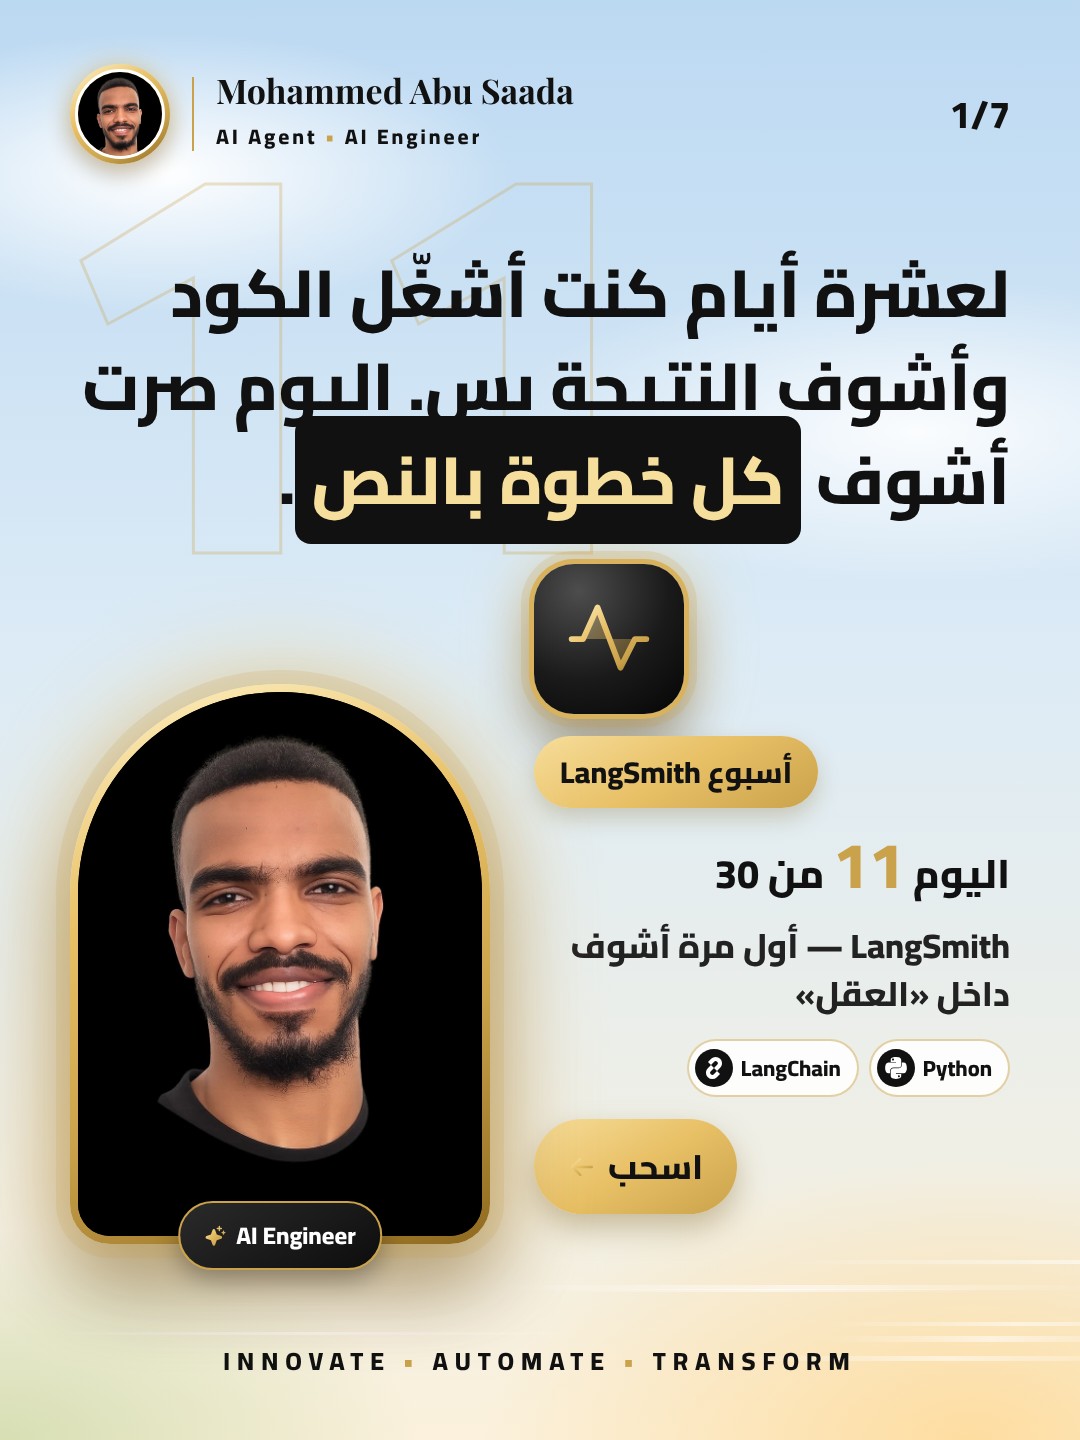 Mohammed Abu Saada
AI Agent ▪ AI Engineer
1/7
11
لعشرة أيام كنت أشغّل الكود
وأشوف النتيجة بس. اليوم صرت
أشوف كل خطوة بالنص.
أسبوع LangSmith
اليوم 11 من 30
LangSmith — أول مرة أشوف
داخل «العقل»
Python
LangChain
اسحب ←
AI Engineer
INNOVATE ▪ AUTOMATE ▪ TRANSFORM